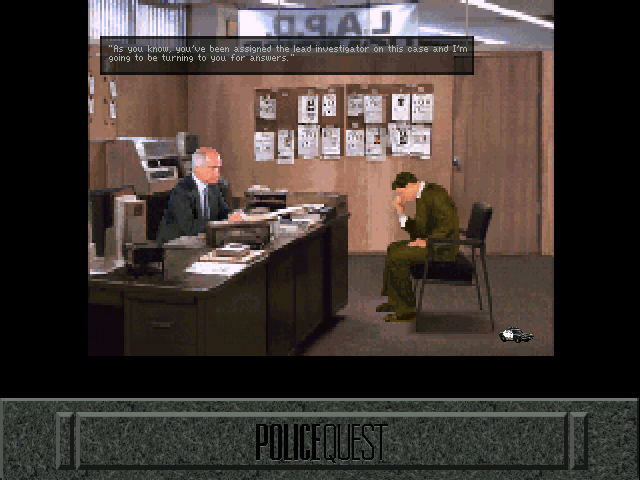 L.A.P.D.
"As you know, you've been assigned the lead investigator on this case and I'm
going to be turning to you for answers."
POLICEQUEST